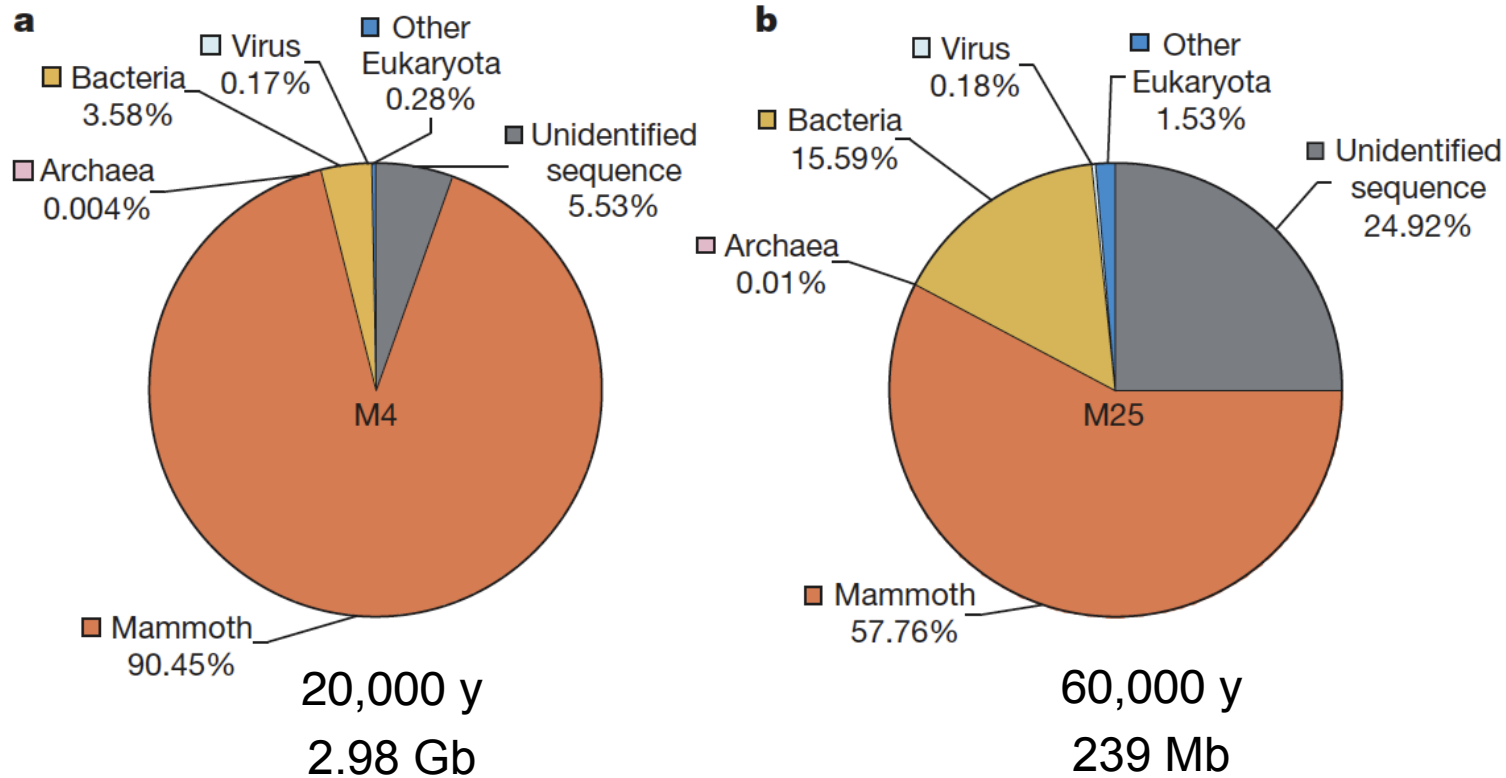 a
Other
Eukaryota
0.28%
Virus
0.17%
Bacteria
3.58%
Archaea
0.004%
Unidentified
sequence
5.53%
M4
Mammoth
90.45%
20,000 y
2.98 Gb
b
Other
Eukaryota
1.53%
Virus
0.18%
Bacteria
15.59%
Archaea
0.01%
Unidentified
sequence
24.92%
M25
Mammoth
57.76%
60,000 y
239 Mb